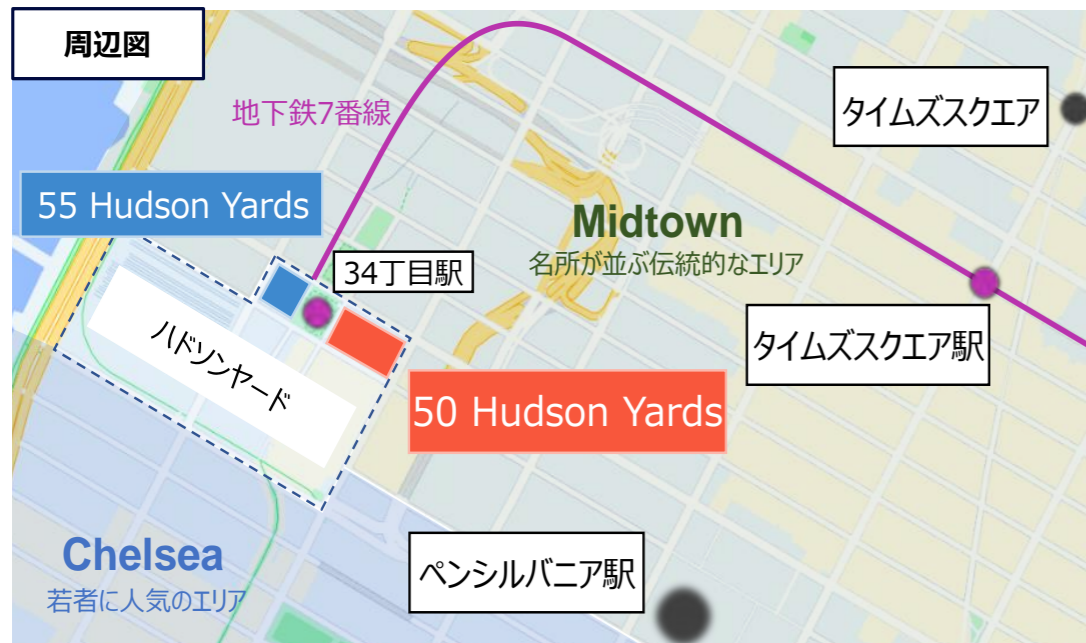 周辺図
地下鉄7番線
タイムズスクエア
55 Hudson Yards
Midtown
名所が並ぶ伝統的なエリア
34丁目駅
タイムズスクエア駅
ハドソンヤード
50 Hudson Yards
Chelsea
若者に人気のエリア
ペンシルバニア駅